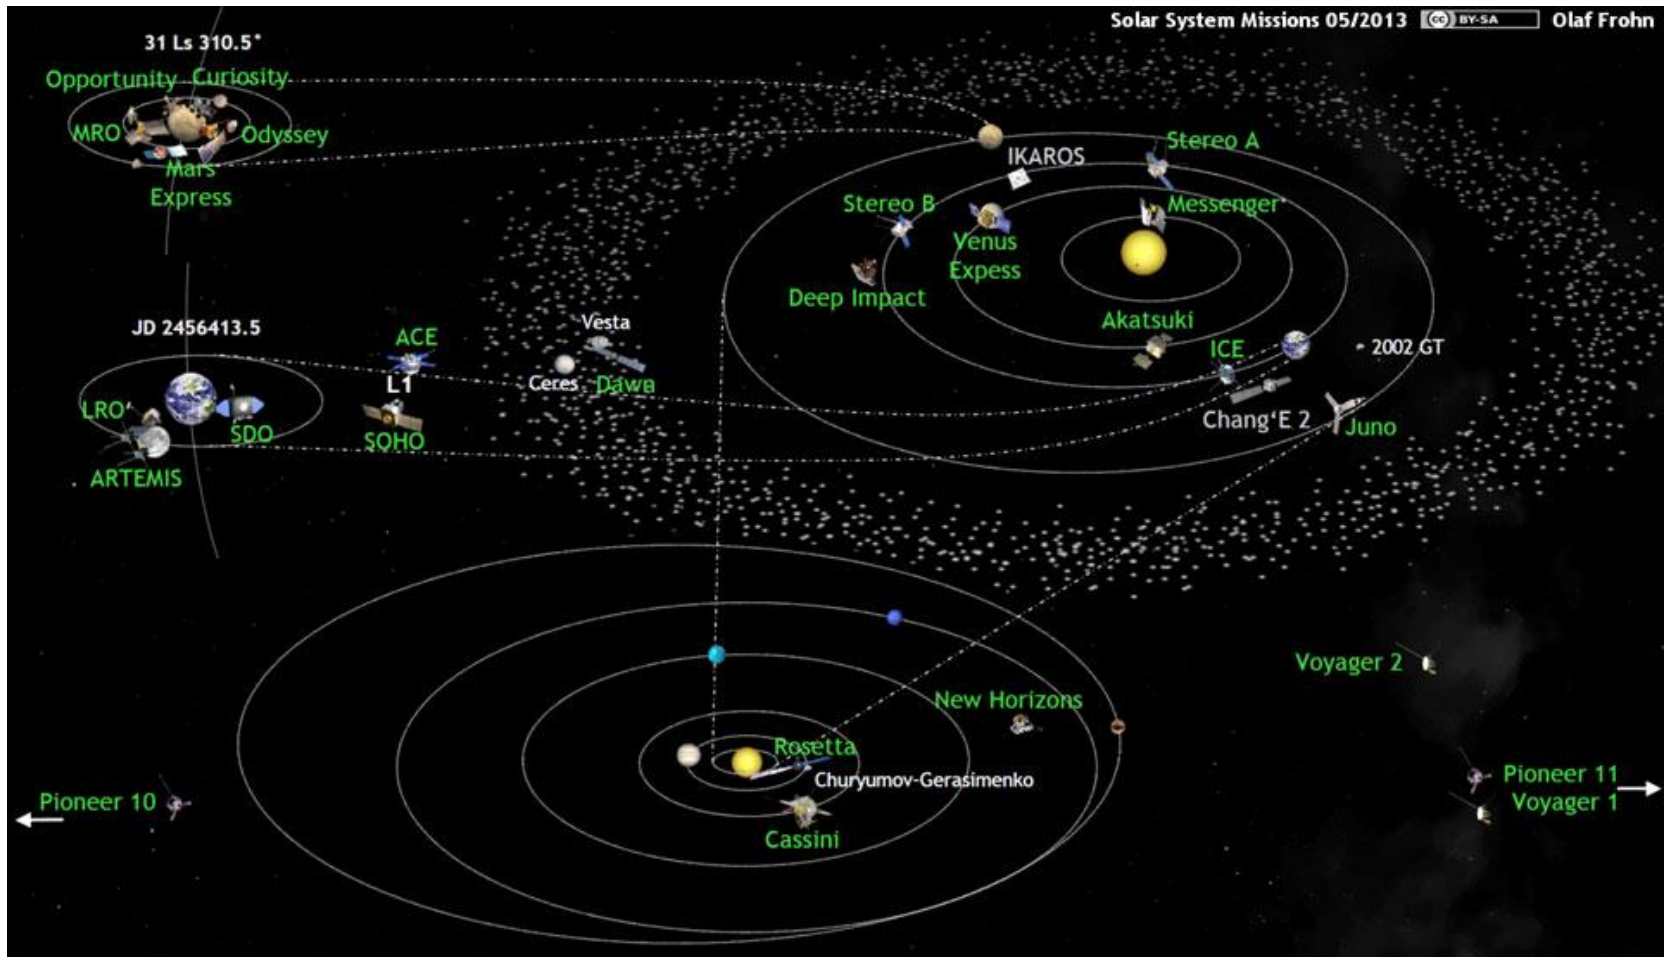 Solar System Missions 05/2013 cc BY-SA Olaf Frohn
31 Ls 310.5°
Opportunity Curiosity
MRO Odyssey
Mars
Express
Stereo A
IKAROS
Stereo B
Messenger
Venus
Expess
Deep Impact
Akatsuki
ICE
2002 GT
Chang'E 2
Juno
JD 2456413.5
ACE
L1
SOHO
LRO
SDO
ARTEMIS
Vesta
Ceres Dawn
Voyager 2
New Horizons
Rosetta
Churyumov-Gerasimenko
Cassini
Pioneer 10
Pioneer 11
Voyager 1